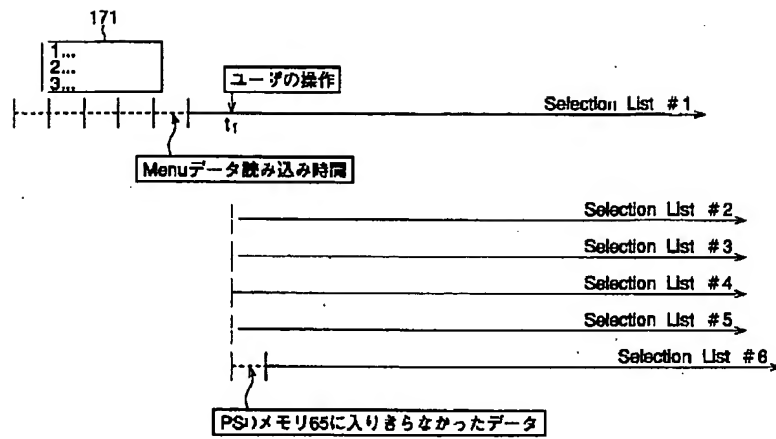 171
1...
2...
3...
ユーザの操作
Selection List #1
t1
Menuデータ読み込み時間
Selection List #2
Selection List #3
Selection List #4
Selection List #5
Selection List #6
PSDメモリ65に入りきらなかったデータ